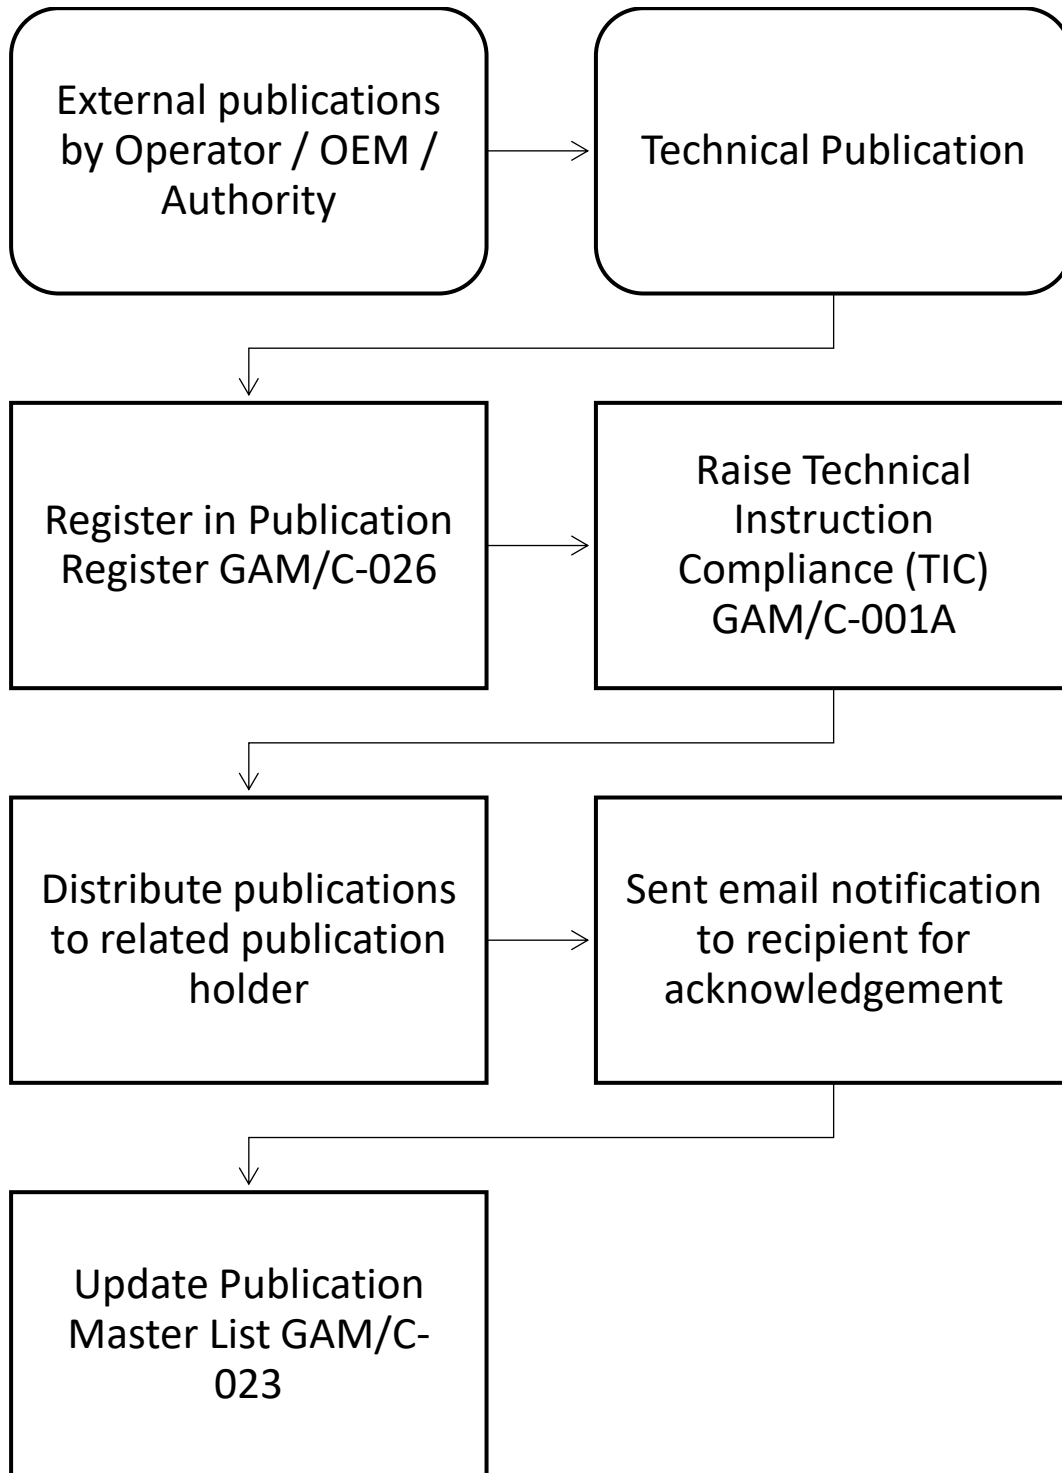 External publications
by Operator / OEM /
Authority
Technical Publication
Register in Publication
Register GAM/C-026
Raise Technical
Instruction
Compliance (TIC)
GAM/C-001A
Distribute publications
to related publication
holder
Sent email notification
to recipient for
acknowledgement
Update Publication
Master List GAM/C-
023